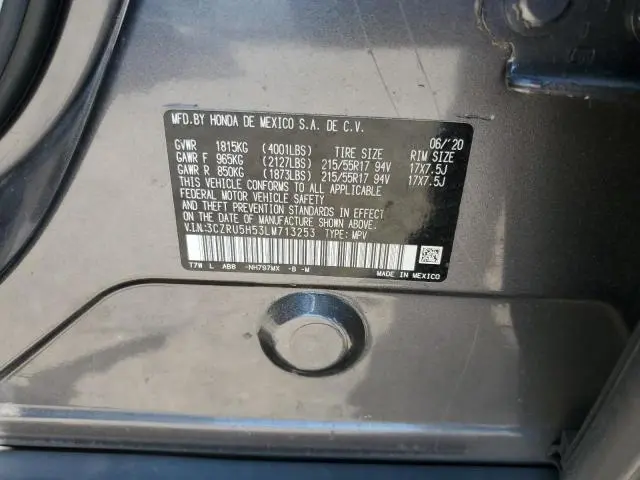 MFD.BY HONDA DE MEXICO S.A. DE C.V.
06/'20
GVWR 1815KG (4001LBS) TIRE SIZE RIM SIZE
GAWR F 965KG (2127LBS) 215/55R17 94V 17X7.5J
GAWR R 850KG (1873LBS) 215/55R17 94V 17X7.5J
THIS VEHICLE CONFORMS TO ALL APPLICABLE
FEDERAL MOTOR VEHICLE SAFETY
AND THEFT PREVENTION STANDARDS IN EFFECT
ON THE DATE OF MANUFACTURE SHOWN ABOVE.
V.I.N:3CZRU5H53LM713253 TYPE: MPV
T7W L ABB -NH797MX -B -M
MADE IN MEXICO